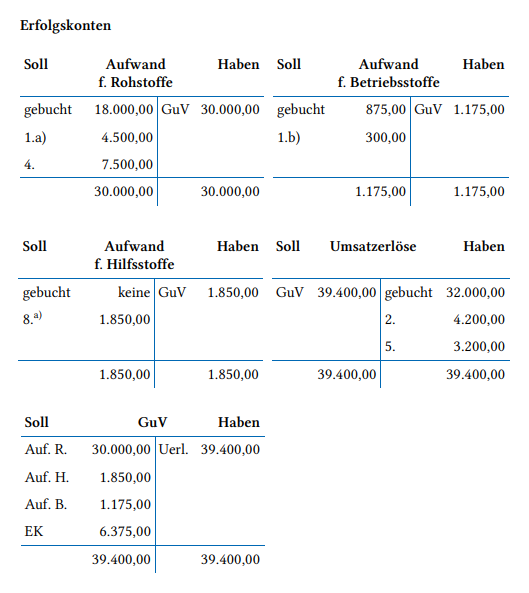 Erfolgskonten
Soll Aufwand f. Rohstoffe Haben
gebucht 18.000,00 GuV 30.000,00
1.a) 4.500,00
4. 7.500,00
30.000,00 30.000,00
Soll Aufwand f. Betriebsstoffe Haben
gebucht 875,00 GuV 1.175,00
1.b) 300,00
1.175,00 1.175,00
Soll Aufwand f. Hilfsstoffe Haben
gebucht keine GuV 1.850,00
8.a) 1.850,00
1.850,00 1.850,00
Soll Umsatzerlöse Haben
GuV 39.400,00 gebucht 32.000,00
2. 4.200,00
5. 3.200,00
39.400,00 39.400,00
Soll GuV Haben
Auf. R. 30.000,00 Uerl. 39.400,00
Auf. H. 1.850,00
Auf. B. 1.175,00
EK 6.375,00
39.400,00 39.400,00